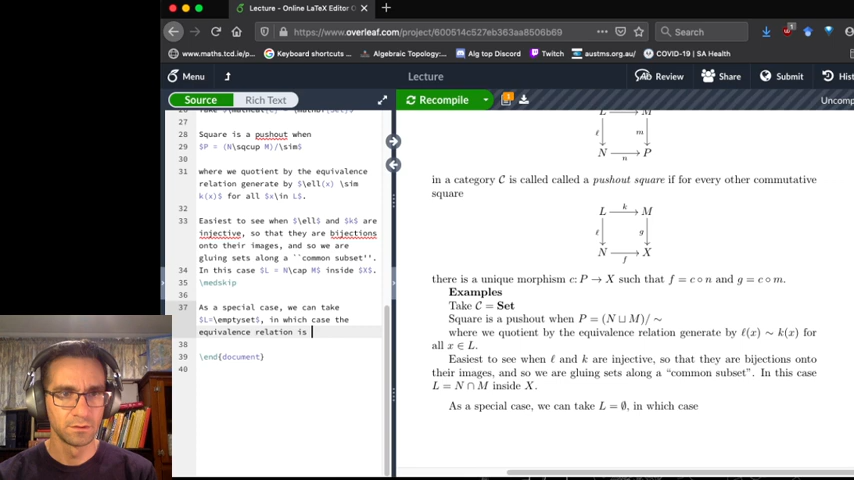 Lecture - Online LaTeX Editor O
https://www.overleaf.com/project/600514c527eb363aa8506b69
Search
www.maths.tcd.ie/pub/
Keyboard shortcuts ...
Algebraic Topology:...
Alg top Discord
Twitch
austms.org.au/
COVID-19 | SA Health
Menu
Lecture
Review
Share
Submit
Hist
Source
Rich Text
Recompile
Uncomp
27
28 Square is a pushout when
29 $P = (N\sqcup M)/\sim$
30
31 where we quotient by the equivalence
relation generate by $\ell(x) \sim
k(x)$ for all $x\in L$.
32
33 Easiest to see when $\ell$ and $k$ are
injective, so that they are bijections
onto their images, and so we are
gluing sets along a ``common subset''.
34 In this case $L = N\cap M$ inside $X$.
35 \medskip
36
37 As a special case, we can take
$L=\emptyset$, in which case the
equivalence relation is
38
39 \end{document}
40
L M
ℓ m
N P
n
in a category C is called called a pushout square if for every other commutative
square
k
L M
ℓ g
N X
f
there is a unique morphism c: P → X such that f = c ∘ n and g = c ∘ m.
Examples
Take C = Set
Square is a pushout when P = (N ⊔ M)/ ∼
where we quotient by the equivalence relation generate by ℓ(x) ∼ k(x) for
all x ∈ L.
Easiest to see when ℓ and k are injective, so that they are bijections onto
their images, and so we are gluing sets along a “common subset”. In this case
L = N ∩ M inside X.
As a special case, we can take L = ∅, in which case